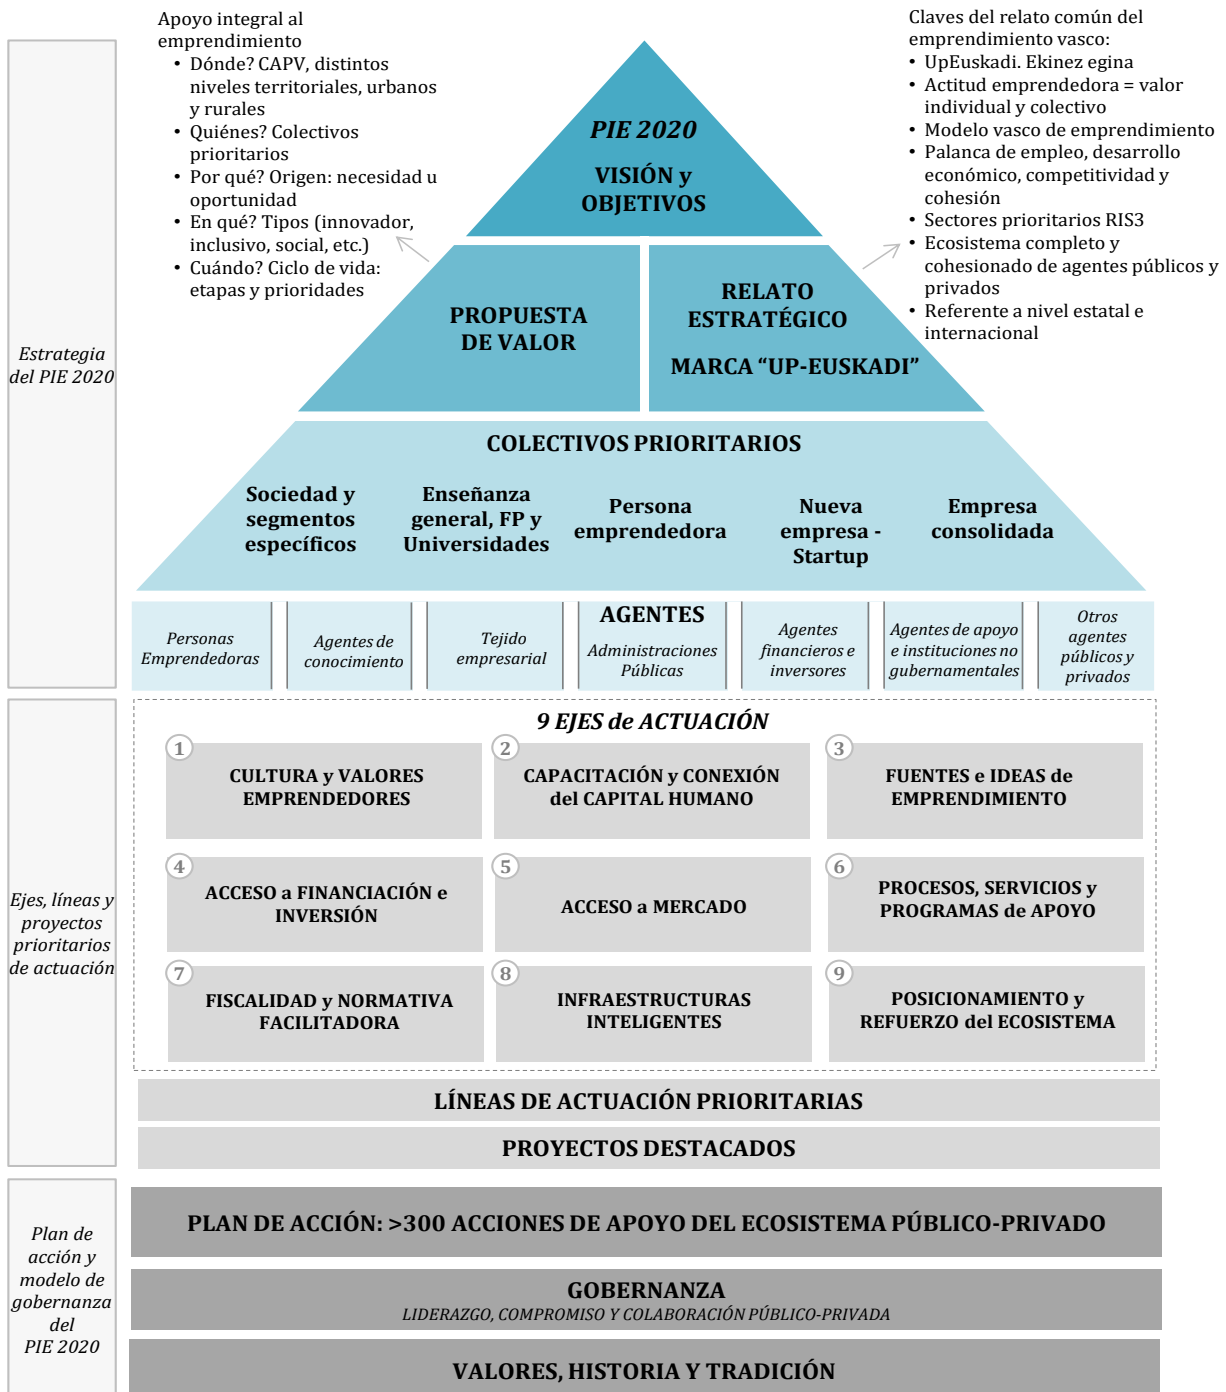 Apoyo integral al
emprendimiento
• Dónde? CAPV, distintos
niveles territoriales, urbanos
y rurales
• Quiénes? Colectivos
prioritarios
• Por qué? Origen: necesidad u
oportunidad
• En qué? Tipos (innovador,
inclusivo, social, etc.)
• Cuándo? Ciclo de vida:
etapas y prioridades
Claves del relato común del
emprendimiento vasco:
• UpEuskadi. Ekinez egina
• Actitud emprendedora = valor
individual y colectivo
• Modelo vasco de emprendimiento
• Palanca de empleo, desarrollo
económico, competitividad y
cohesión
• Sectores prioritarios RIS3
• Ecosistema completo y
cohesionado de agentes públicos y
privados
• Referente a nivel estatal e
internacional
Estrategia
del PIE 2020
PIE 2020
VISIÓN y
OBJETIVOS
PROPUESTA
DE VALOR
RELATO
ESTRATÉGICO
MARCA “UP-EUSKADI”
COLECTIVOS PRIORITARIOS
Sociedad y
segmentos
específicos
Enseñanza
general, FP y
Universidades
Persona
emprendedora
Nueva
empresa -
Startup
Empresa
consolidada
AGENTES
Personas
Emprendedoras
Agentes de
conocimiento
Tejido
empresarial
Administraciones
Públicas
Agentes
financieros e
inversores
Agentes de apoyo
e instituciones no
gubernamentales
Otros
agentes
públicos y
privados
Ejes, líneas y
proyectos
prioritarios
de actuación
9 EJES de ACTUACIÓN
1
CULTURA y VALORES
EMPRENDEDORES
2
CAPACITACIÓN y CONEXIÓN
del CAPITAL HUMANO
3
FUENTES e IDEAS de
EMPRENDIMIENTO
4
ACCESO a FINANCIACIÓN e
INVERSIÓN
5
ACCESO a MERCADO
6
PROCESOS, SERVICIOS y
PROGRAMAS de APOYO
7
FISCALIDAD y NORMATIVA
FACILITADORA
8
INFRAESTRUCTURAS
INTELIGENTES
9
POSICIONAMIENTO y
REFUERZO del ECOSISTEMA
LÍNEAS DE ACTUACIÓN PRIORITARIAS
PROYECTOS DESTACADOS
Plan de
acción y
modelo de
gobernanza
del
PIE 2020
PLAN DE ACCIÓN: >300 ACCIONES DE APOYO DEL ECOSISTEMA PÚBLICO-PRIVADO
GOBERNANZA
LIDERAZGO, COMPROMISO Y COLABORACIÓN PÚBLICO-PRIVADA
VALORES, HISTORIA Y TRADICIÓN